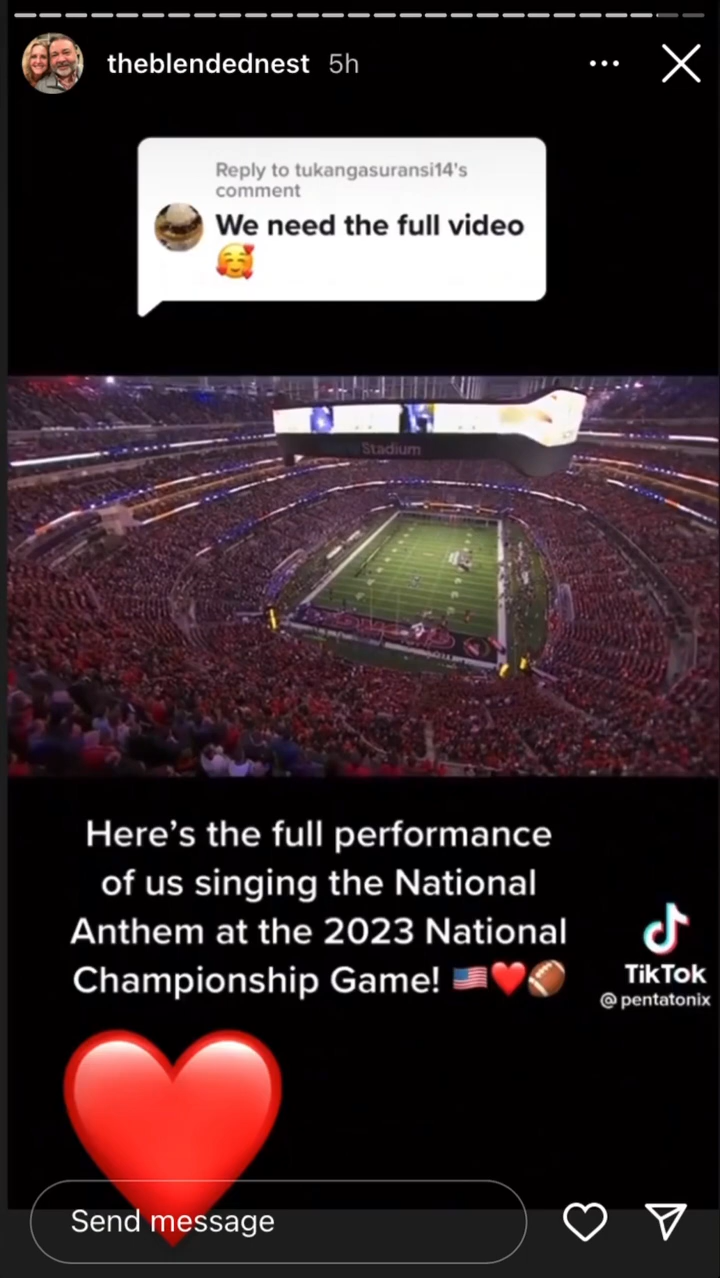 theblendednest 5h
Reply to tukangasuransi14's
comment
We need the full video
🥰
Stadium
Here's the full performance
of us singing the National
Anthem at the 2023 National
Championship Game! 🇺🇸❤️🏈
TikTok
@pentatonix
Send message